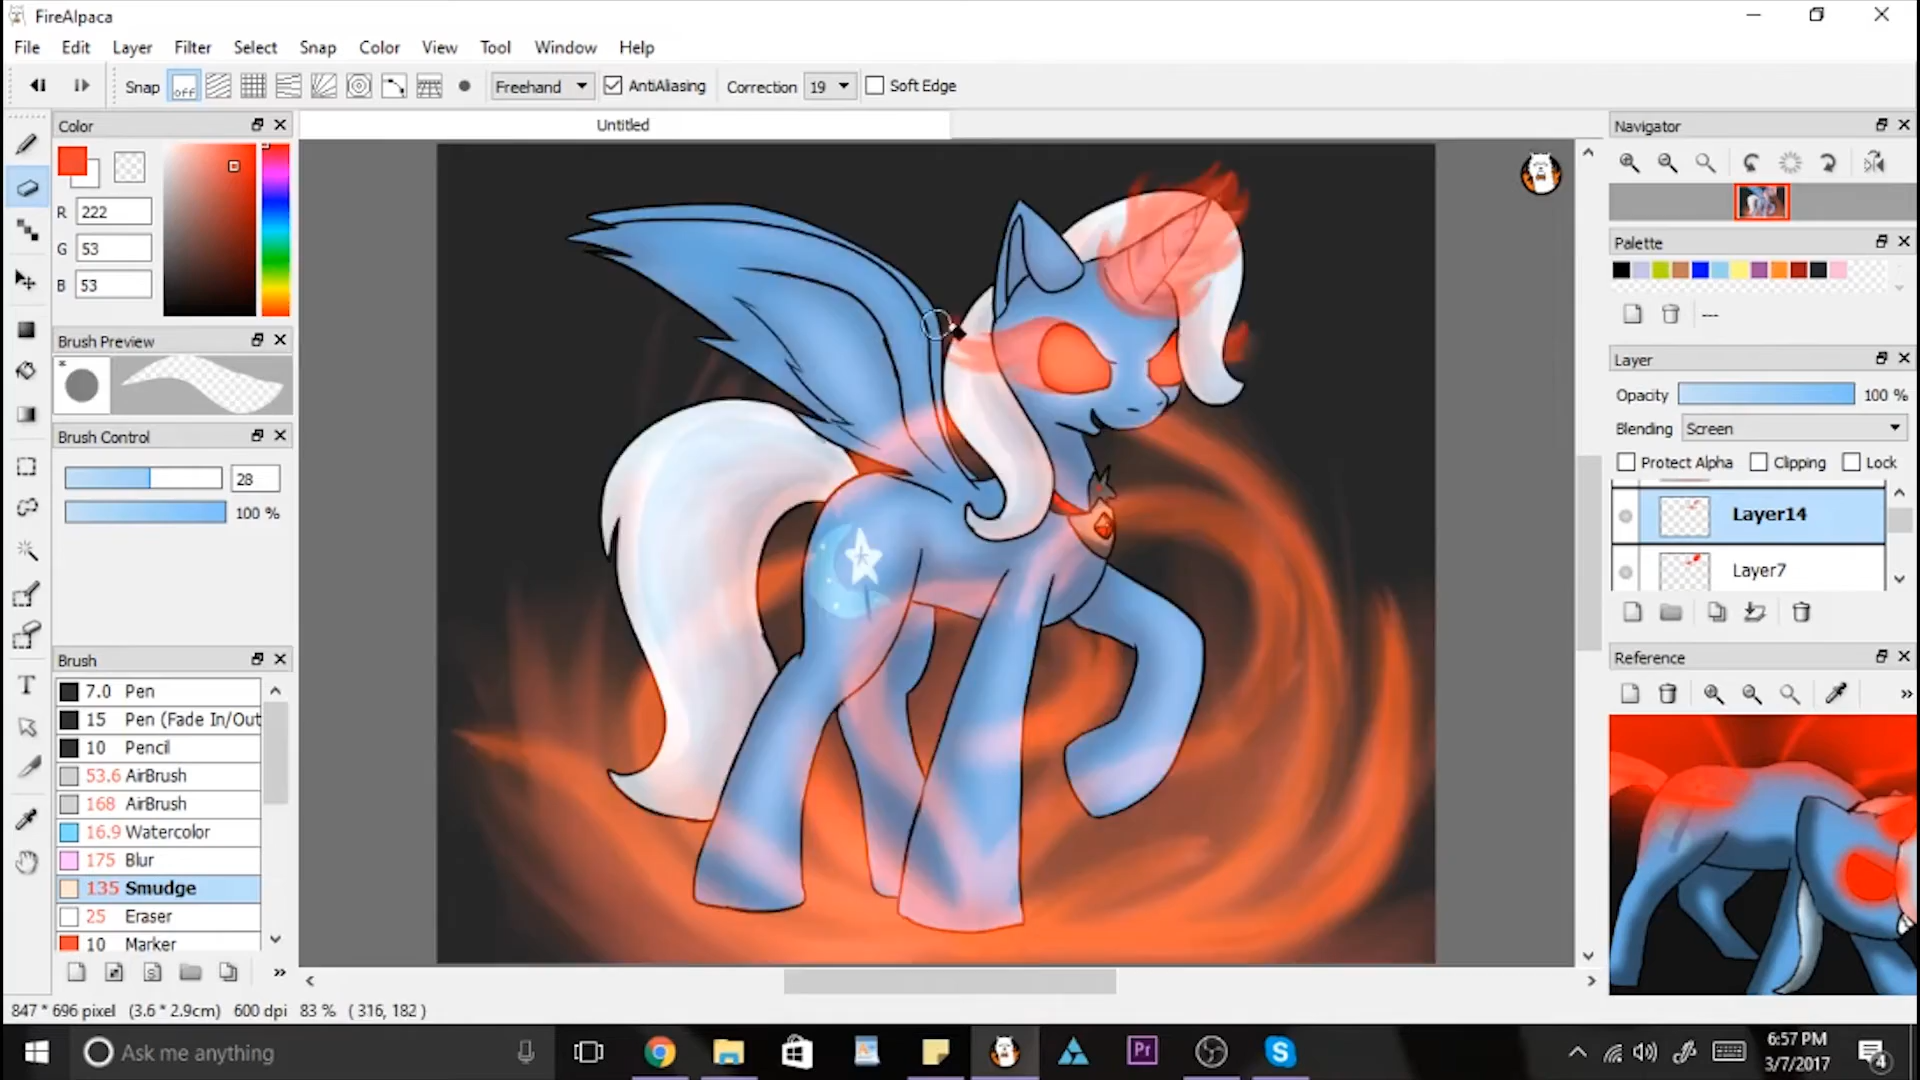 FireAlpaca
File Edit Layer Filter Select Snap Color View Tool Window Help
Snap off Freehand AntiAliasing Correction 19 Soft Edge
Color
Untitled
Navigator
R 222
G 53
B 53
Palette
---
Brush Preview
Layer
Opacity 100 %
Blending Screen
Protect Alpha Clipping Lock
Brush Control
28
100 %
Layer14
Layer7
Brush
7.0 Pen
15 Pen (Fade In/Out
10 Pencil
53.6 AirBrush
168 AirBrush
16.9 Watercolor
175 Blur
135 Smudge
25 Eraser
10 Marker
Reference
847 * 696 pixel (3.6 * 2.9cm) 600 dpi 83 % ( 316, 182 )
Ask me anything
Pr
6:57 PM
3/7/2017
4